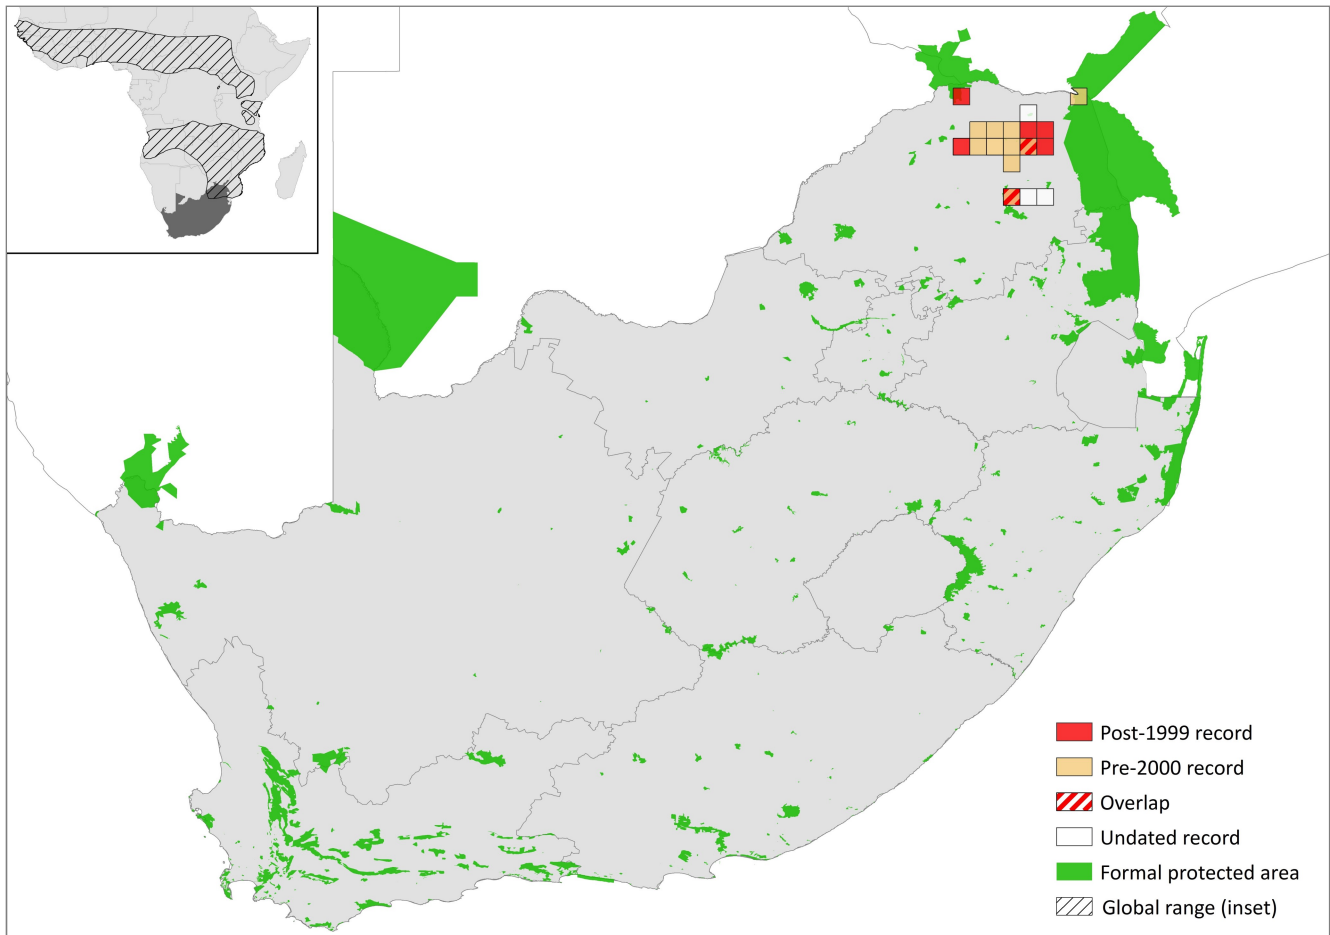 Post-1999 record
Pre-2000 record
Overlap
Undated record
Formal protected area
Global range (inset)